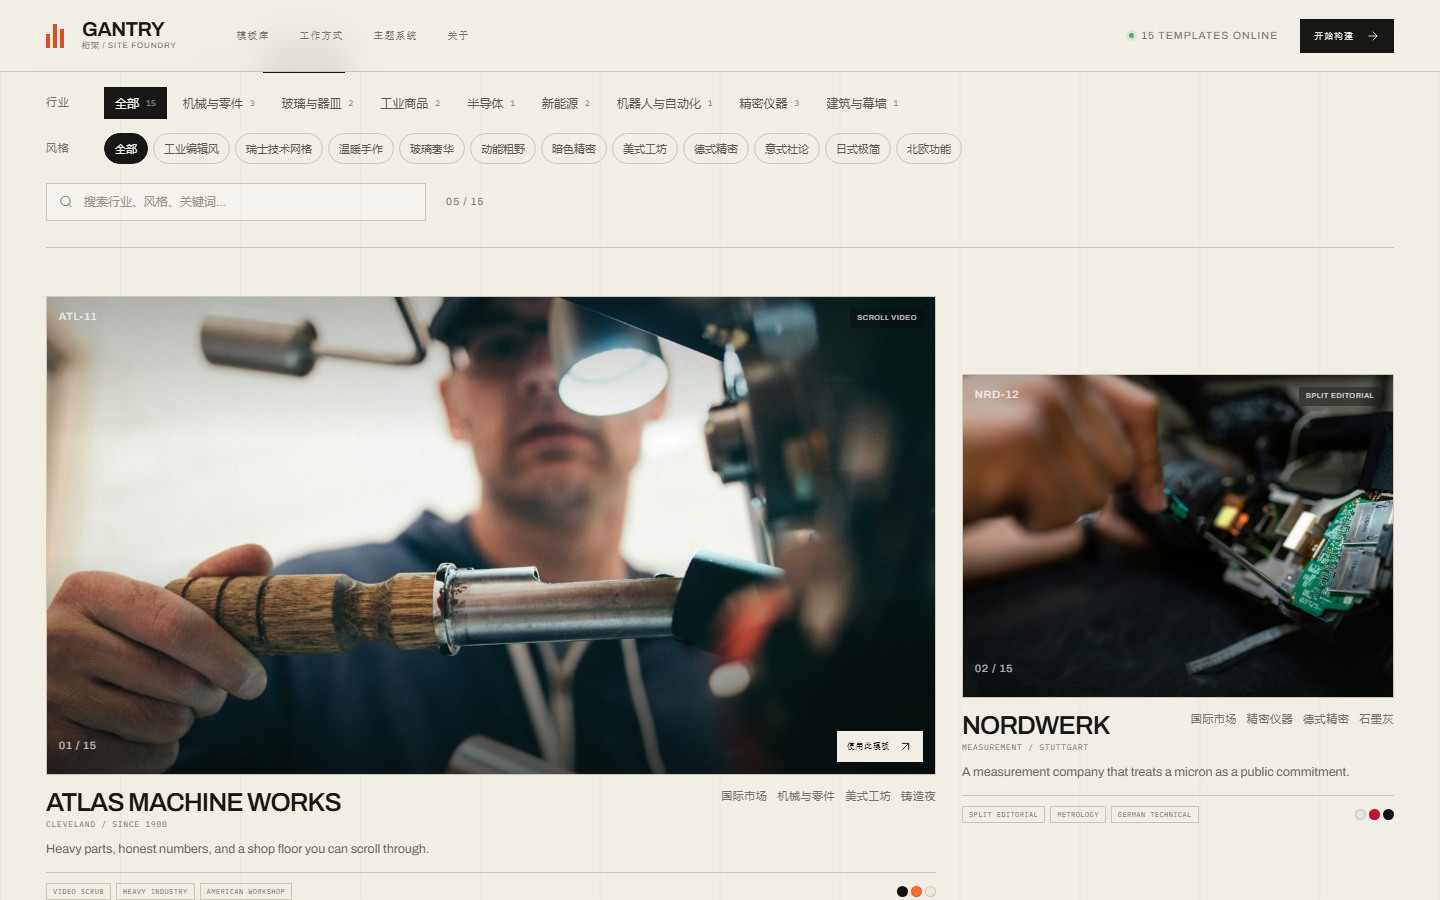 GANTRY
桁架 / SITE FOUNDRY
模板库 工作方式 主题系统 关于
15 TEMPLATES ONLINE
开始构建
行业 全部 15 机械与零件 3 玻璃与器皿 2 工业商品 2 半导体 1 新能源 2 机器人与自动化 1 精密仪器 3 建筑与幕墙 1
风格 全部 工业编辑风 瑞士技术网格 温暖手作 玻璃奢华 动能粗野 暗色精密 美式工坊 德式精密 意式社论 日式极简 北欧功能
搜索行业、风格、关键词...
05 / 15
ATL-11
SCROLL VIDEO
01 / 15
使用此模板
ATLAS MACHINE WORKS
国际市场 机械与零件 美式工坊 铸造夜
CLEVELAND / SINCE 1988
Heavy parts, honest numbers, and a shop floor you can scroll through.
VIDEO SCRUB HEAVY INDUSTRY AMERICAN WORKSHOP
NRD-12
SPLIT EDITORIAL
02 / 15
NORDWERK
国际市场 精密仪器 德式精密 石墨灰
MEASUREMENT / STUTTGART
A measurement company that treats a micron as a public commitment.
SPLIT EDITORIAL METROLOGY GERMAN TECHNICAL